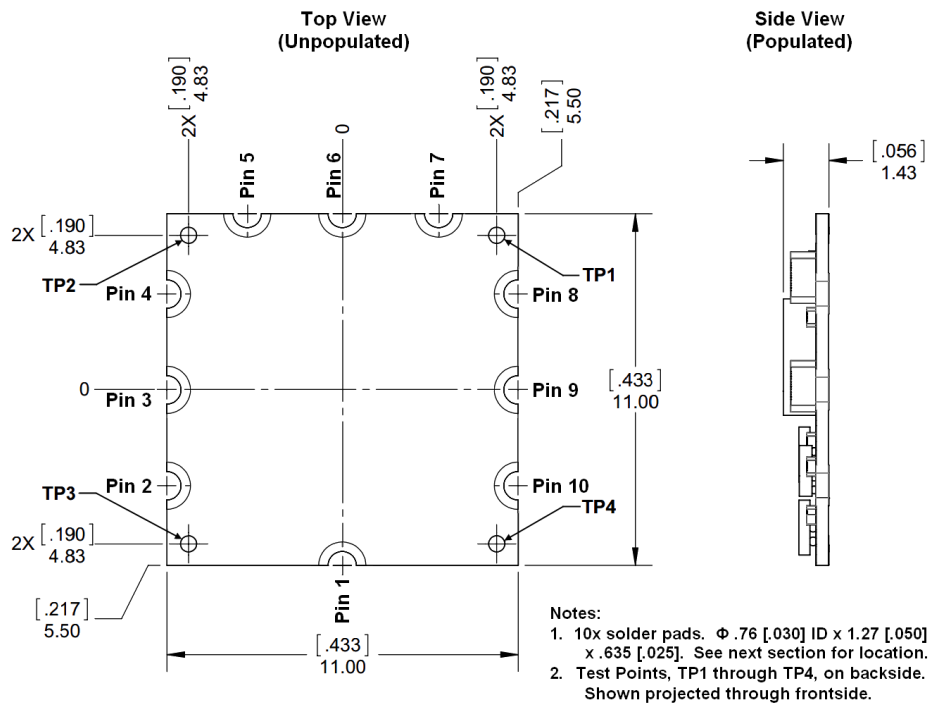 Top View
(Unpopulated)
Side View
(Populated)
2X [.190]
4.83
0
2X [.190]
4.83
[.217]
5.50
[.056]
1.43
Pin 5
Pin 6
Pin 7
2X [.190]
4.83
TP2
TP1
Pin 4
Pin 8
0
Pin 3
Pin 9
[.433]
11.00
TP3
Pin 2
Pin 10
TP4
2X [.190]
4.83
[.217]
5.50
Pin 1
[.433]
11.00
Notes:
1. 10x solder pads. Φ .76 [.030] ID x 1.27 [.050]
x .635 [.025]. See next section for location.
2. Test Points, TP1 through TP4, on backside.
Shown projected through frontside.